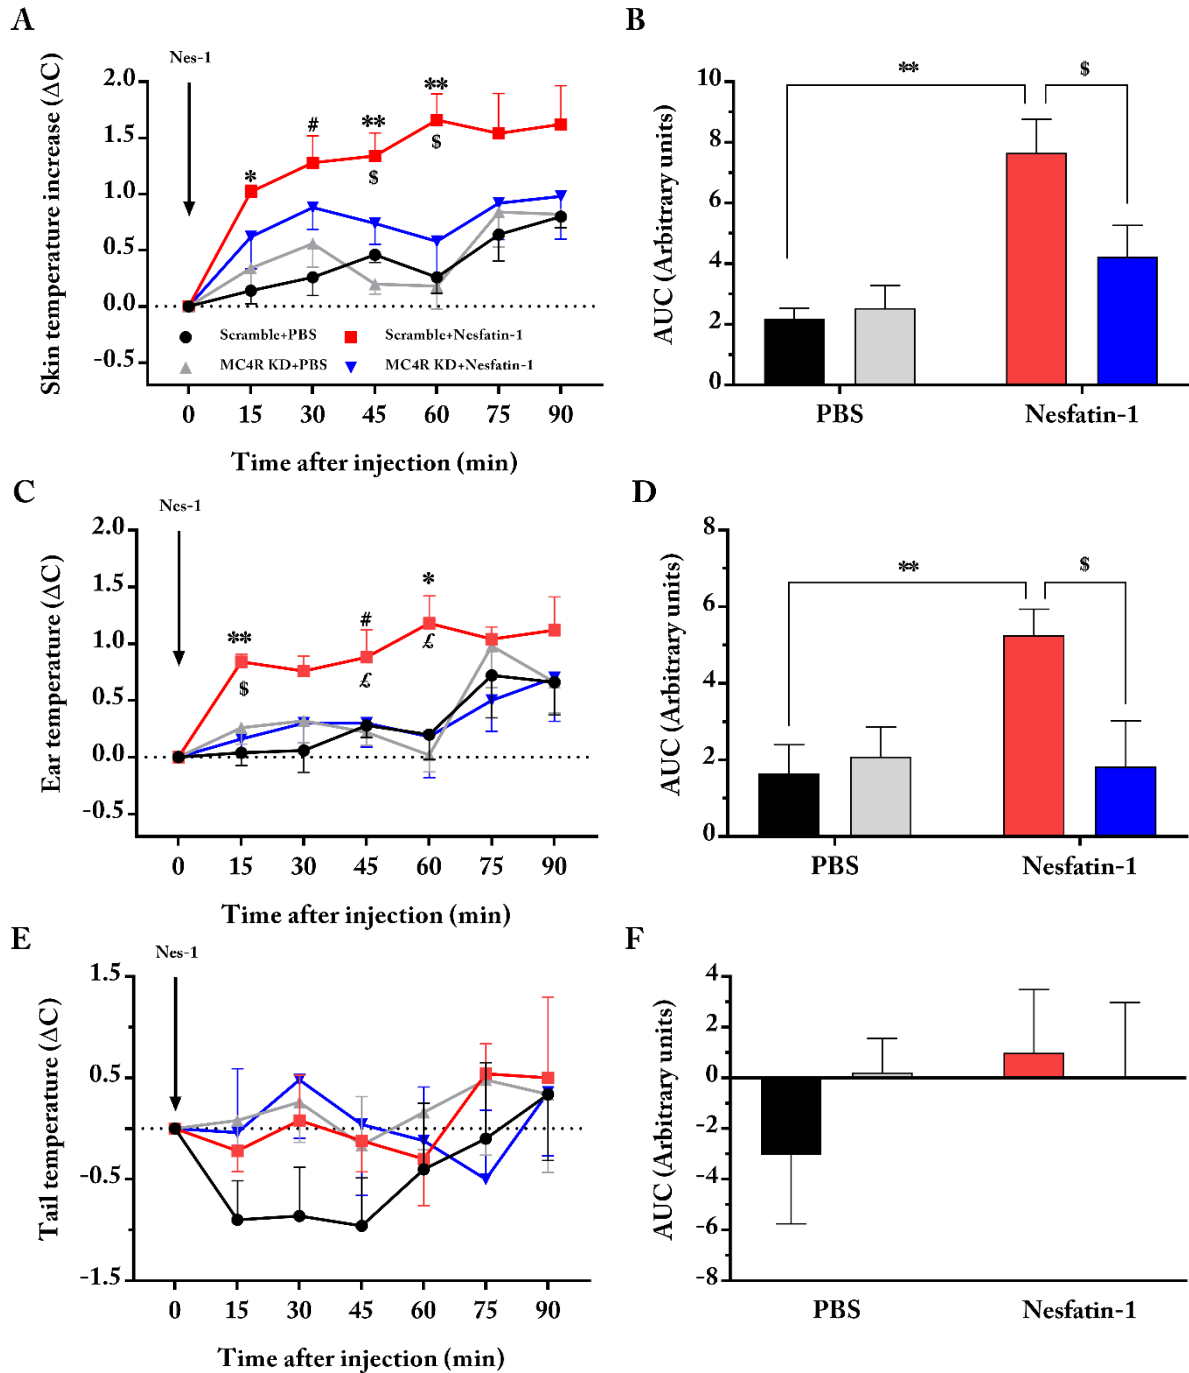 A
B
Nes-1
Skin temperature increase (ΔC)
2.0
1.5
1.0
0.5
0.0
-0.5
*
#
**
$
**
$
Scramble+PBS
Scramble+Nesfatin-1
MC4R KD+PBS
MC4R KD+Nesfatin-1
0 15 30 45 60 75 90
Time after injection (min)
AUC (Arbitrary units)
10
8
6
4
2
0
**
$
PBS
Nesfatin-1
C
D
Nes-1
Ear temperature (ΔC)
2.0
1.5
1.0
0.5
0.0
-0.5
**
$
#
£
*
£
0 15 30 45 60 75 90
Time after injection (min)
AUC (Arbitrary units)
8
6
4
2
0
**
$
PBS
Nesfatin-1
E
F
Nes-1
Tail temperature (ΔC)
1.5
0.5
-0.5
-1.5
0 15 30 45 60 75 90
Time after injection (min)
AUC (Arbitrary units)
4
2
0
-2
-4
-6
-8
PBS
Nesfatin-1